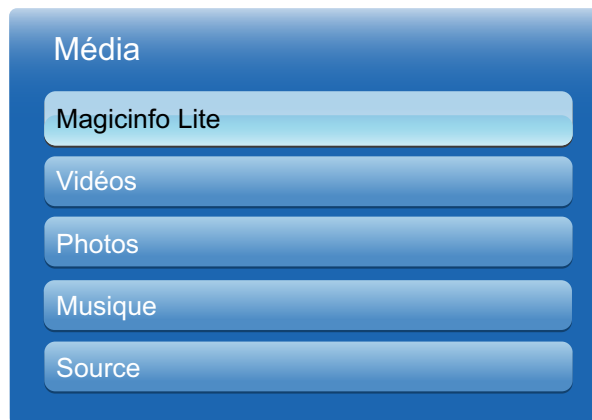 Média
Magicinfo Lite
Vidéos
Photos
Musique
Source